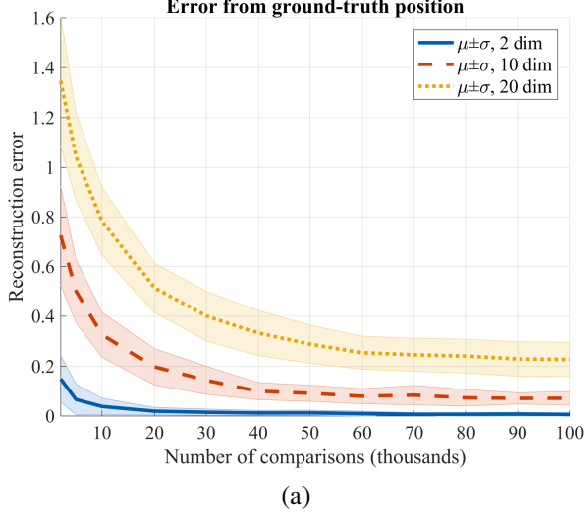 Error from ground-truth position
1.6
1.4
1.2
1
0.8
0.6
0.4
0.2
0
Reconstruction error
μ±σ, 2 dim
μ±σ, 10 dim
μ±σ, 20 dim
10 20 30 40 50 60 70 80 90 100
Number of comparisons (thousands)
(a)